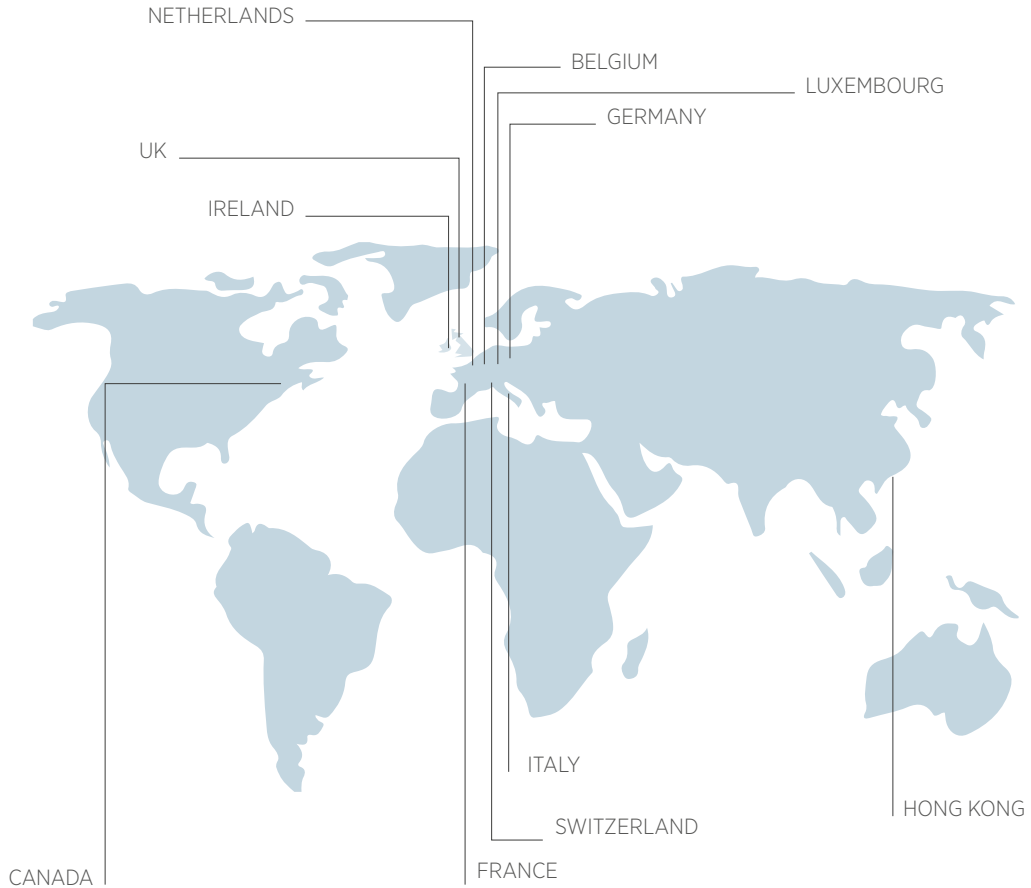 NETHERLANDS
BELGIUM
LUXEMBOURG
GERMANY
UK
IRELAND
ITALY
HONG KONG
SWITZERLAND
FRANCE
CANADA